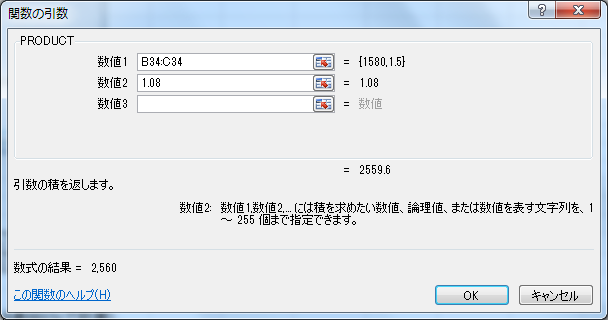 関数の引数
PRODUCT
数値1 B34:C34 = {1580,1.5}
数値2 1.08 = 1.08
数値3 = 数値
= 2559.6
引数の積を返します。
数値2: 数値1,数値2,... には積を求めたい数値、論理値、または数値を表す文字列を、1
～ 255 個まで指定できます。
数式の結果 = 2,560
この関数のヘルプ(H)
OK
キャンセル